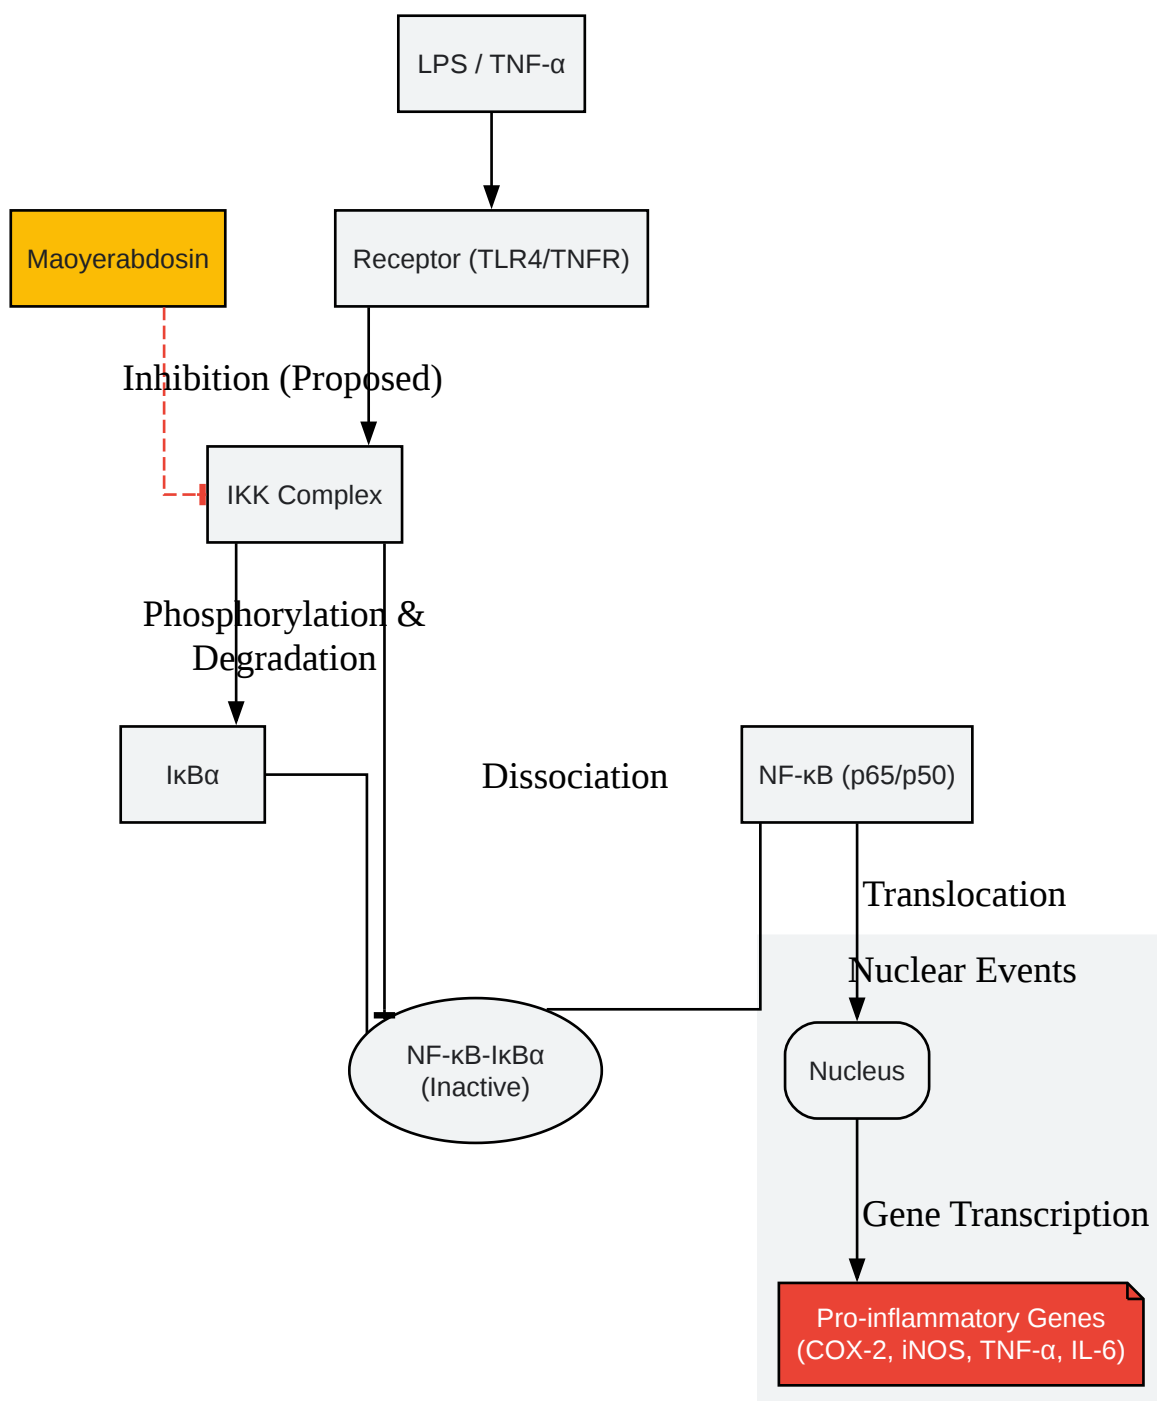 LPS / TNF-α
Maoyerabdosin
Receptor (TLR4/TNFR)
Inhibition (Proposed)
IKK Complex
Phosphorylation &
Degradation
IκBα
Dissociation
NF-κB (p65/p50)
Translocation
Nuclear Events
NF-κB-IκBα
(Inactive)
Nucleus
Gene Transcription
Pro-inflammatory Genes
(COX-2, iNOS, TNF-α, IL-6)